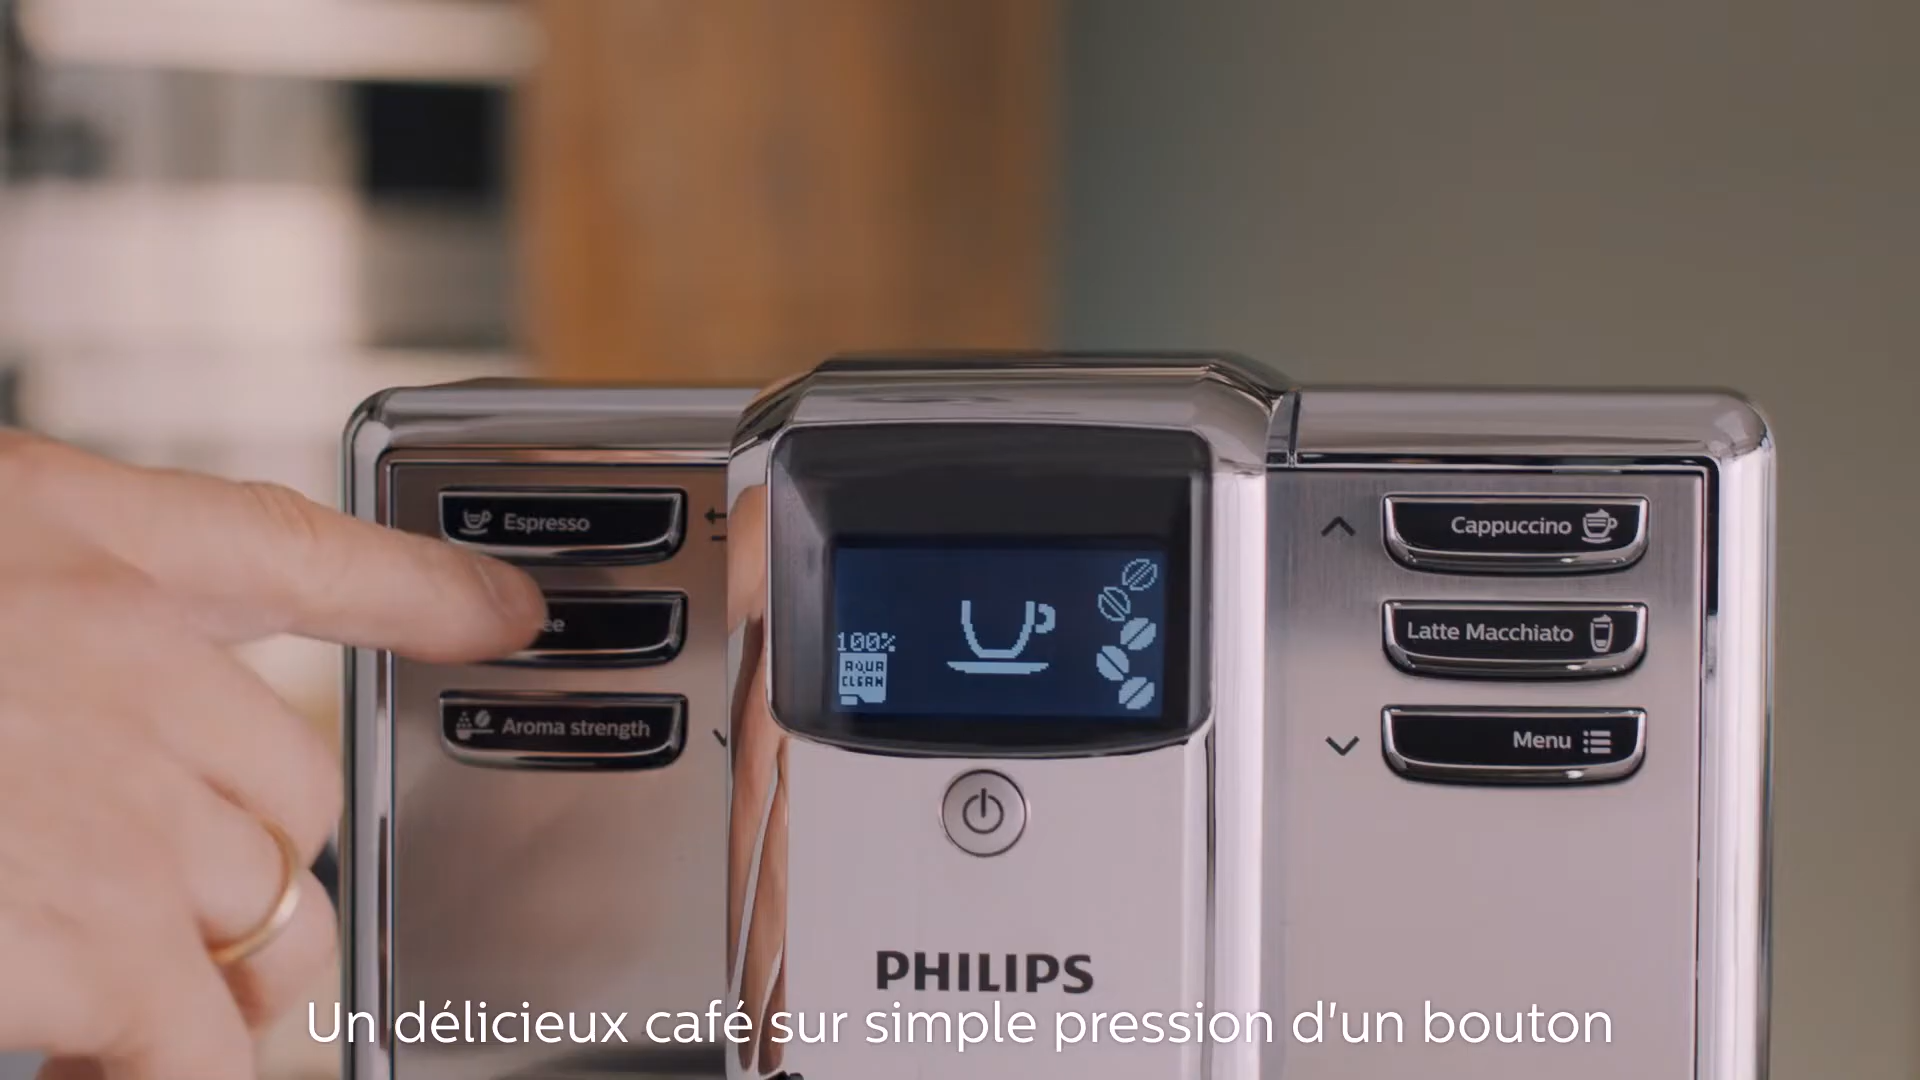 Espresso
Cappuccino
Latte Macchiato
100%
AQUA
CLEAN
Aroma strength
Menu
PHILIPS
Un délicieux café sur simple pression d'un bouton